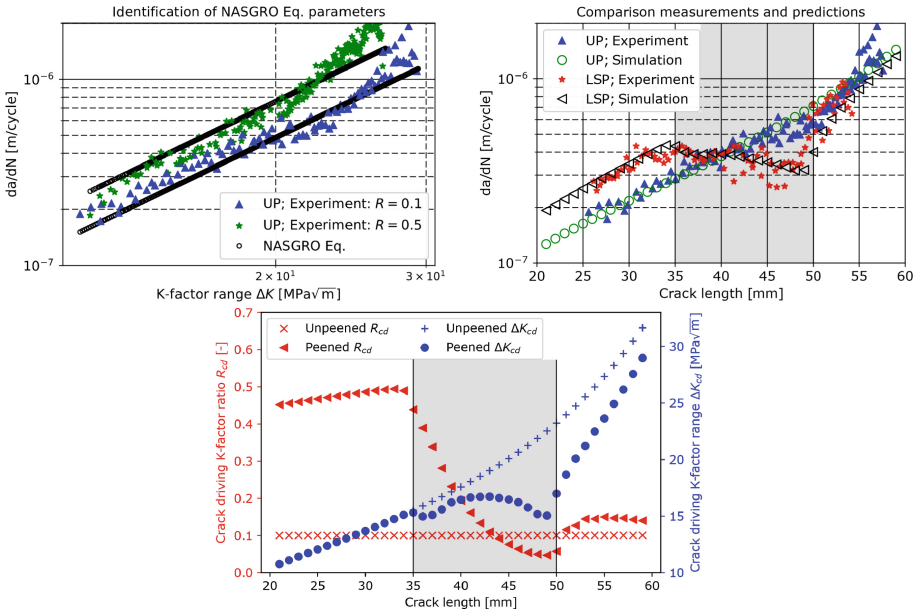 Identification of NASGRO Eq. parameters
da/dN [m/cycle]
10⁻⁶
10⁻⁷
UP; Experiment: R = 0.1
UP; Experiment: R = 0.5
NASGRO Eq.
2 × 10¹
3 × 10¹
K-factor range ΔK [MPa√m]
Comparison measurements and predictions
da/dN [m/cycle]
10⁻⁶
10⁻⁷
UP; Experiment
UP; Simulation
LSP; Experiment
LSP; Simulation
20 25 30 35 40 45 50 55 60
Crack length [mm]
Crack driving K-factor ratio R_cd [-]
0.7
0.6
0.5
0.4
0.3
0.2
0.1
0.0
Unpeened R_cd
Peened R_cd
Unpeened ΔK_cd
Peened ΔK_cd
30
25
20
15
10
Crack driving K-factor range ΔK_cd [MPa√m]
20 25 30 35 40 45 50 55 60
Crack length [mm]